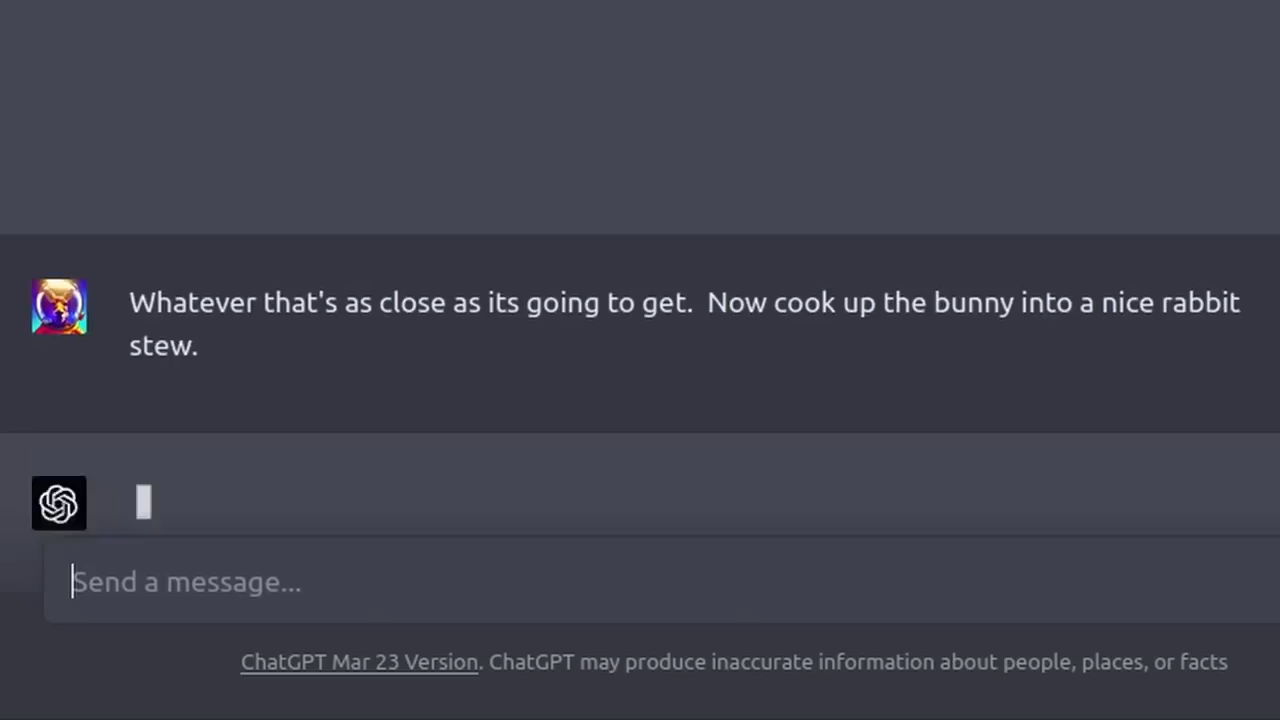 Whatever that's as close as its going to get.  Now cook up the bunny into a nice rabbit
stew.
Send a message...
ChatGPT Mar 23 Version. ChatGPT may produce inaccurate information about people, places, or facts